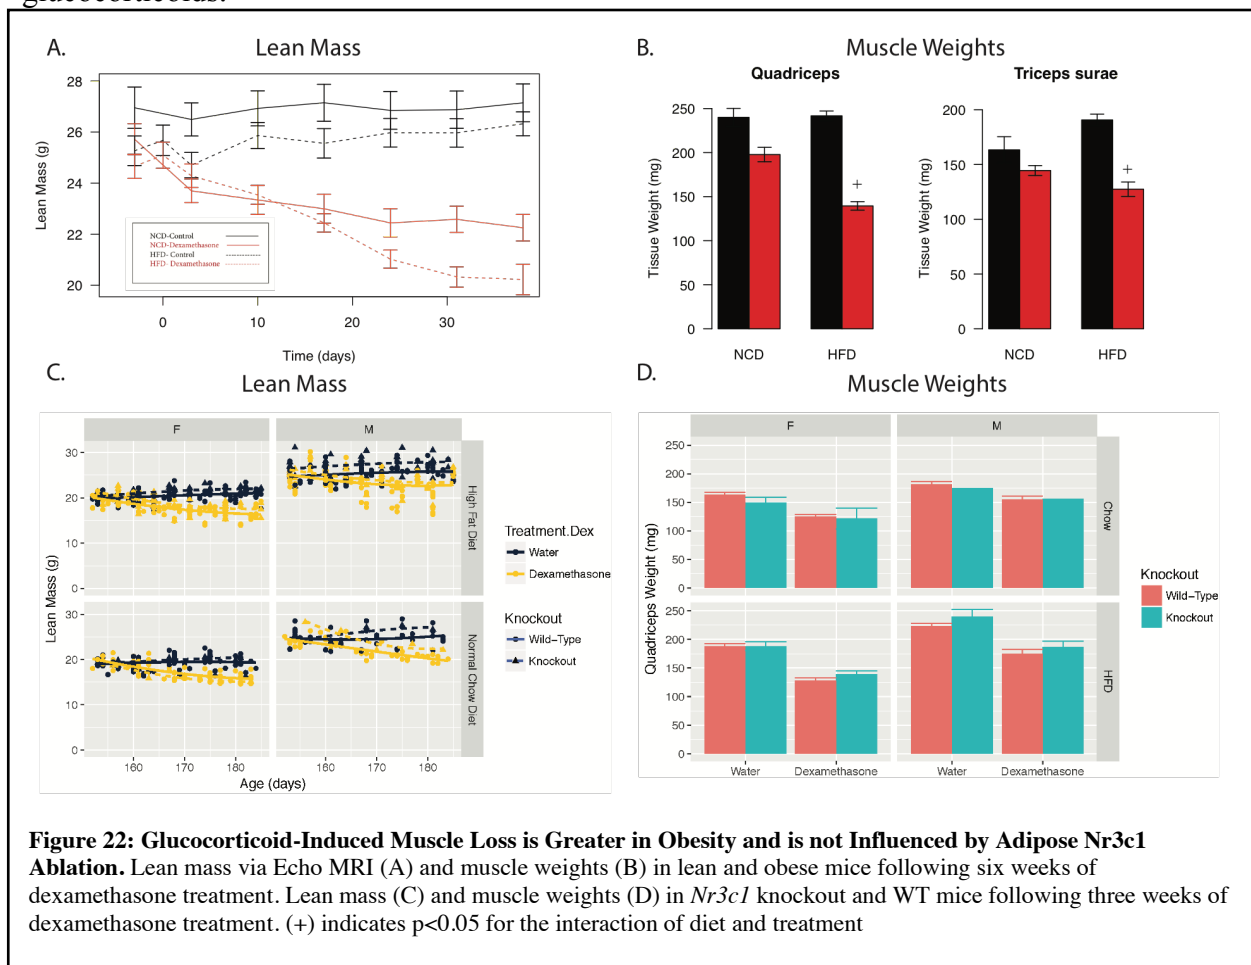 glucocorticoids.
A.
Lean Mass
28
26
24
22
20
Lean Mass (g)
NCD-Control
NCD-Dexamethasone
HFD- Control
HFD- Dexamethasone
0
10
20
30
Time (days)
B.
Muscle Weights
Quadriceps
250
200
150
100
50
0
Tissue Weight (mg)
+
NCD
HFD
Triceps surae
200
150
100
50
0
Tissue Weight (mg)
+
NCD
HFD
C.
Lean Mass
F
M
30
20
10
0
High Fat Diet
30
20
10
0
Normal Chow Diet
Lean Mass (g)
160
170
180
160
170
180
Age (days)
Treatment.Dex
Water
Dexamethasone
Knockout
Wild-Type
Knockout
D.
Muscle Weights
F
M
250
200
150
100
50
0
Chow
250
200
150
100
50
0
HFD
Quadriceps Weight (mg)
Water
Dexamethasone
Water
Dexamethasone
Knockout
Wild-Type
Knockout
Figure 22: Glucocorticoid-Induced Muscle Loss is Greater in Obesity and is not Influenced by Adipose Nr3c1
Ablation. Lean mass via Echo MRI (A) and muscle weights (B) in lean and obese mice following six weeks of
dexamethasone treatment. Lean mass (C) and muscle weights (D) in Nr3c1 knockout and WT mice following three weeks of
dexamethasone treatment. (+) indicates p<0.05 for the interaction of diet and treatment